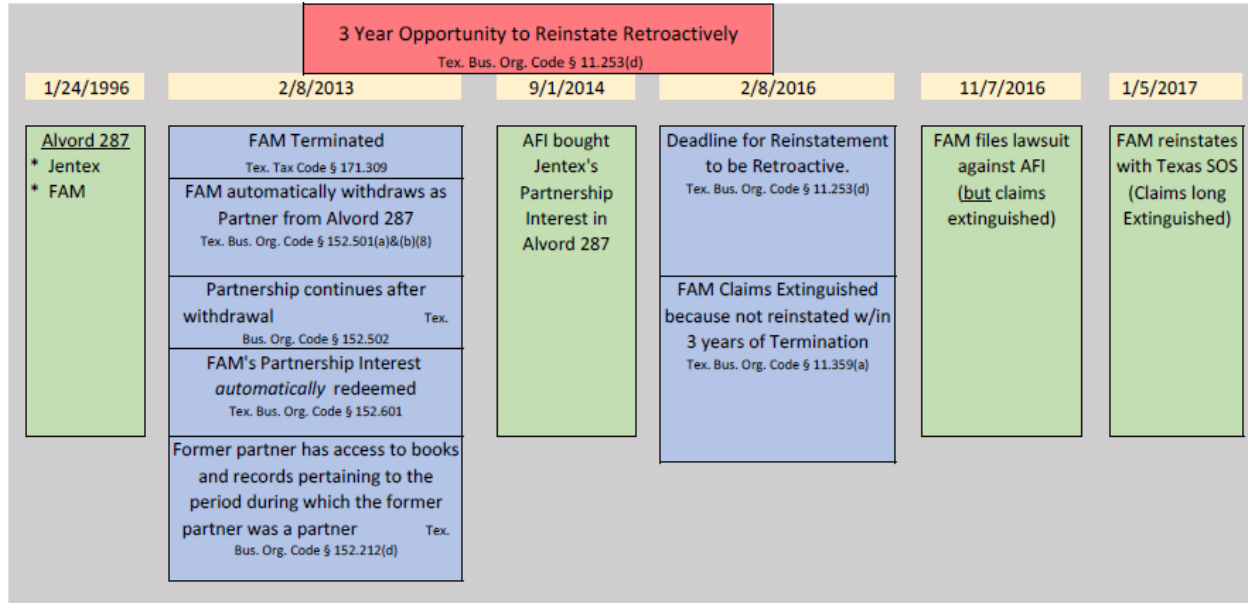 3 Year Opportunity to Reinstate Retroactively
Tex. Bus. Org. Code § 11.253(d)
1/24/1996
2/8/2013
9/1/2014
2/8/2016
11/7/2016
1/5/2017
Alvord 287
* Jentex
* FAM
FAM Terminated
Tex. Tax Code § 171.309
FAM automatically withdraws as
Partner from Alvord 287
Tex. Bus. Org. Code § 152.501(a)&(b)(8)
Partnership continues after
withdrawal Tex.
Bus. Org. Code § 152.502
FAM's Partnership Interest
automatically redeemed
Tex. Bus. Org. Code § 152.601
Former partner has access to books
and records pertaining to the
period during which the former
partner was a partner Tex.
Bus. Org. Code § 152.212(d)
AFI bought
Jentex's
Partnership
Interest in
Alvord 287
Deadline for Reinstatement
to be Retroactive.
Tex. Bus. Org. Code § 11.253(d)
FAM Claims Extinguished
because not reinstated w/in
3 years of Termination
Tex. Bus. Org. Code § 11.359(a)
FAM files lawsuit
against AFI
(but claims
extinguished)
FAM reinstates
with Texas SOS
(Claims long
Extinguished)